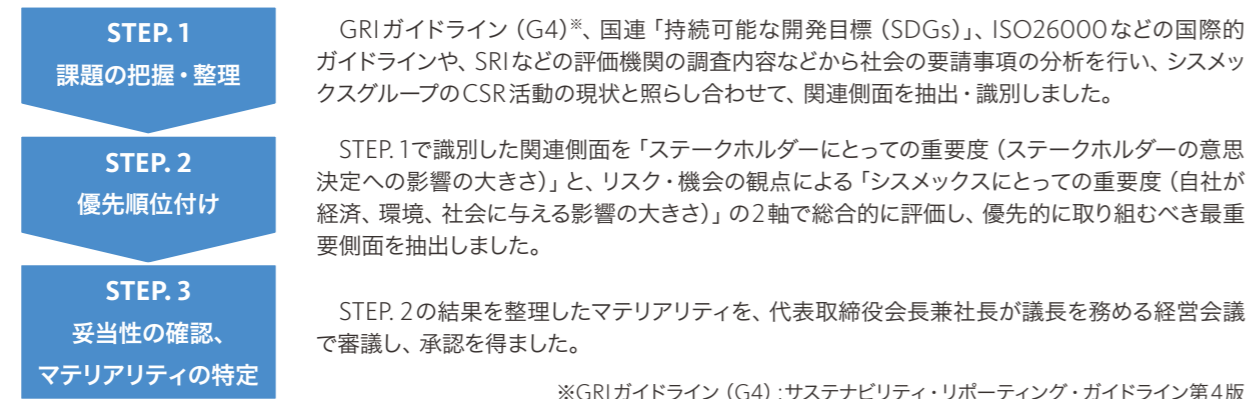 STEP. 1
課題の把握・整理
GRIガイドライン（G4）※、国連「持続可能な開発目標（SDGs）」、ISO26000などの国際的
ガイドラインや、SRIなどの評価機関の調査内容などから社会の要請事項の分析を行い、シスメッ
クスグループのCSR活動の現状と照らし合わせて、関連側面を抽出・識別しました。
STEP. 2
優先順位付け
STEP. 1で識別した関連側面を「ステークホルダーにとっての重要度（ステークホルダーの意思
決定への影響の大きさ）」と、リスク・機会の観点による「シスメックスにとっての重要度（自社が
経済、環境、社会に与える影響の大きさ）」の2軸で総合的に評価し、優先的に取り組むべき最重
要側面を抽出しました。
STEP. 3
妥当性の確認、
マテリアリティの特定
STEP. 2の結果を整理したマテリアリティを、代表取締役会長兼社長が議長を務める経営会議
で審議し、承認を得ました。
※GRIガイドライン（G4）：サステナビリティ・リポーティング・ガイドライン第4版